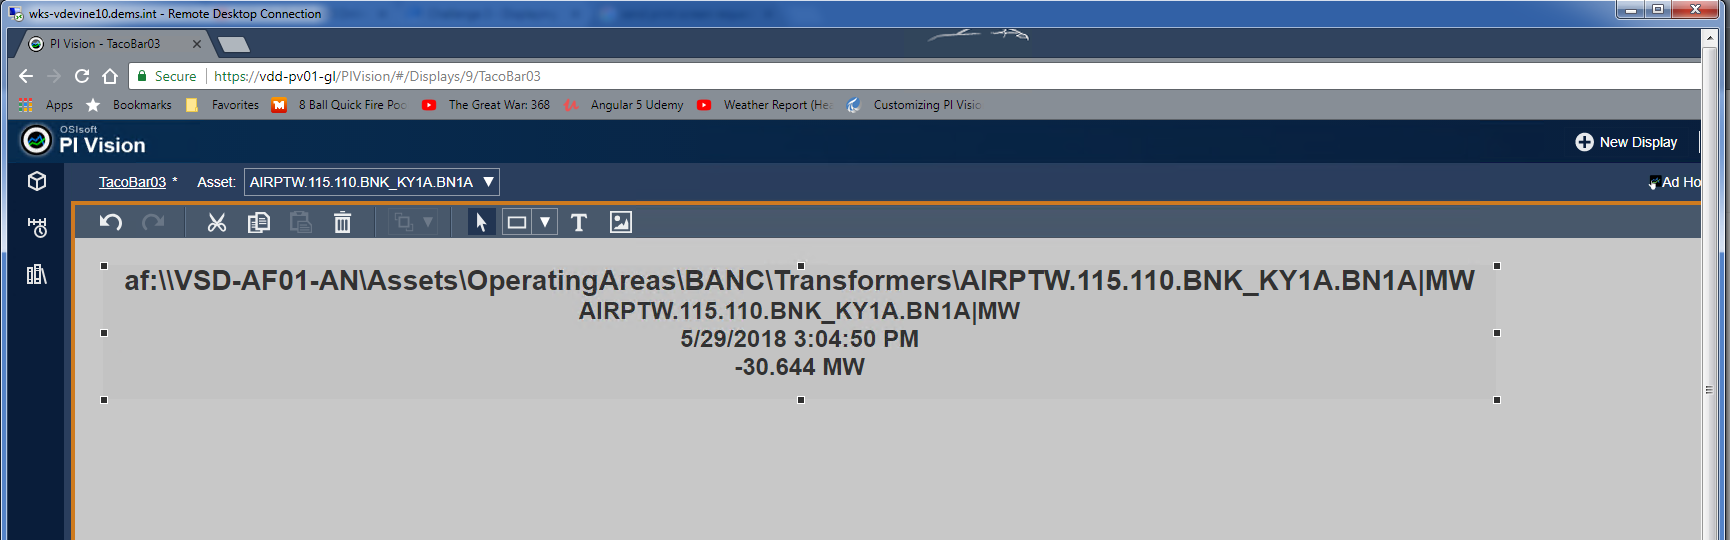 wks-vdevine10.dems.int - Remote Desktop Connection
PI Vision - TacoBar03
Secure https://vdd-pv01-gl/PIVision/#/Displays/9/TacoBar03
Apps Bookmarks Favorites 8 Ball Quick Fire Poo The Great War: 368 Angular 5 Udemy Weather Report (He Customizing PI Visio
OSIsoft
PI Vision
New Display
TacoBar03 * Asset: AIRPTW.115.110.BNK_KY1A.BN1A
Ad Ho
T
af:\\VSD-AF01-AN\Assets\OperatingAreas\BANC\Transformers\AIRPTW.115.110.BNK_KY1A.BN1A|MW
AIRPTW.115.110.BNK_KY1A.BN1A|MW
5/29/2018 3:04:50 PM
-30.644 MW